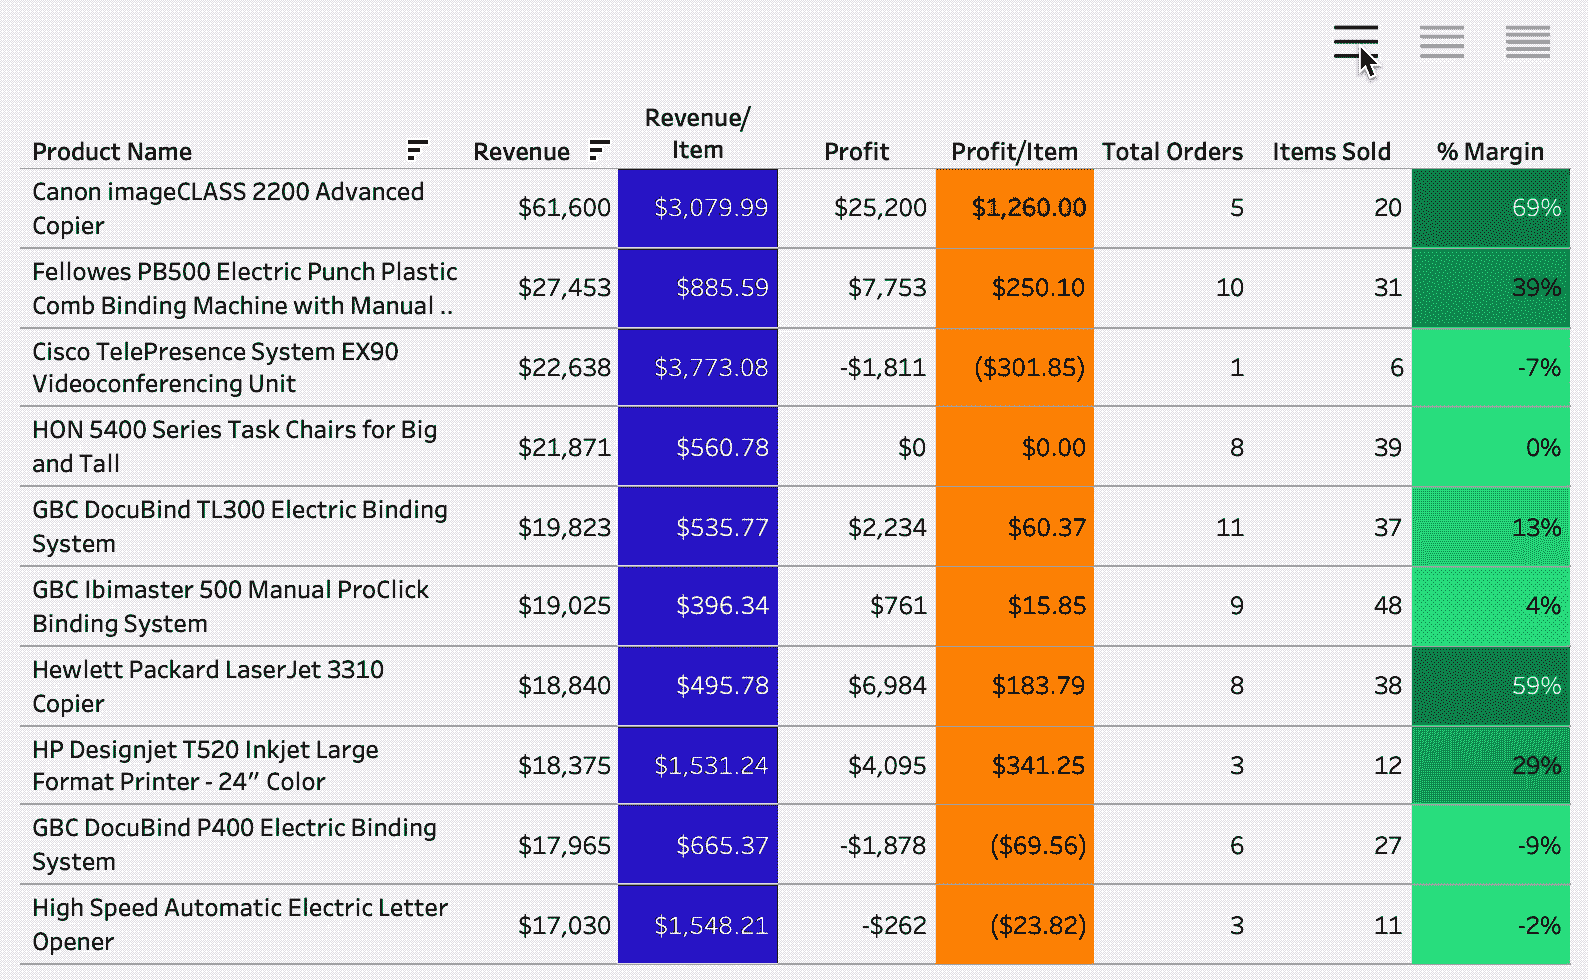 Product Name Revenue Revenue/ Item Profit Profit/Item Total Orders Items Sold % Margin
Canon imageCLASS 2200 Advanced
Copier
$61,600 $3,079.99 $25,200 $1,260.00 5 20 69%
Fellowes PB500 Electric Punch Plastic
Comb Binding Machine with Manual ..
$27,453 $885.59 $7,753 $250.10 10 31 39%
Cisco TelePresence System EX90
Videoconferencing Unit
$22,638 $3,773.08 -$1,811 ($301.85) 1 6 -7%
HON 5400 Series Task Chairs for Big
and Tall
$21,871 $560.78 $0 $0.00 8 39 0%
GBC DocuBind TL300 Electric Binding
System
$19,823 $535.77 $2,234 $60.37 11 37 13%
GBC Ibimaster 500 Manual ProClick
Binding System
$19,025 $396.34 $761 $15.85 9 48 4%
Hewlett Packard LaserJet 3310
Copier
$18,840 $495.78 $6,984 $183.79 8 38 59%
HP Designjet T520 Inkjet Large
Format Printer - 24” Color
$18,375 $1,531.24 $4,095 $341.25 3 12 29%
GBC DocuBind P400 Electric Binding
System
$17,965 $665.37 -$1,878 ($69.56) 6 27 -9%
High Speed Automatic Electric Letter
Opener
$17,030 $1,548.21 -$262 ($23.82) 3 11 -2%